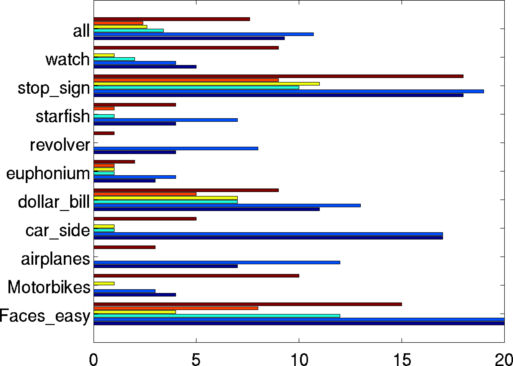 all
watch
stop_sign
starfish
revolver
euphonium
dollar_bill
car_side
airplanes
Motorbikes
Faces_easy
0 5 10 15 20